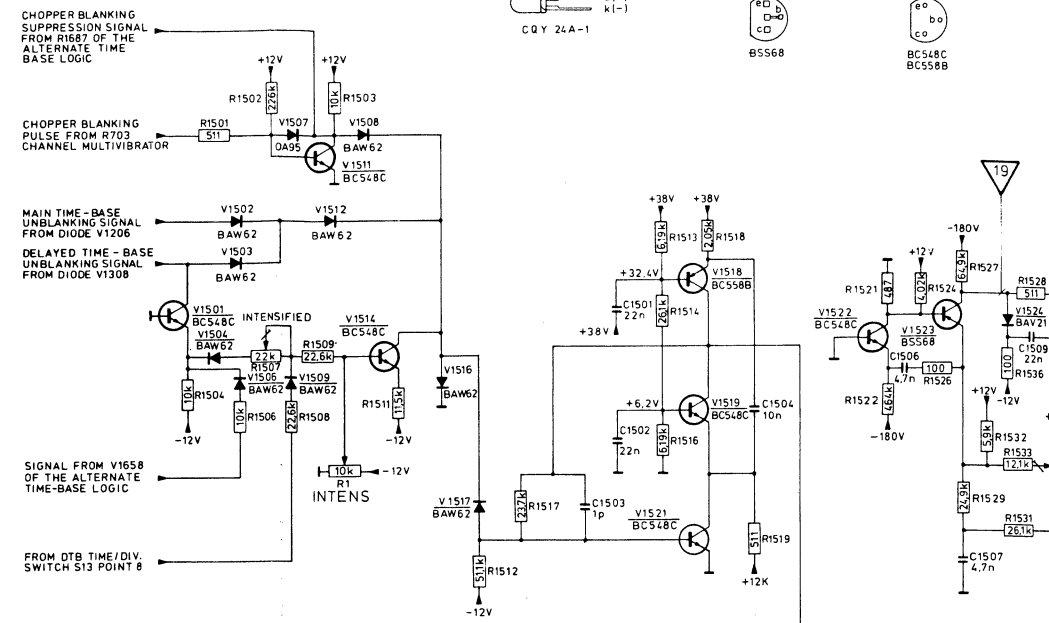 CHOPPER BLANKING
SUPPRESSION SIGNAL
FROM R1687 OF THE
ALTERNATE TIME
BASE LOGIC
k(-)
CQY 24A-1
e
b
c
BSS68
e
b
c
BC548C
BC558B
+12V
+12V
R1502
226k
10k
R1503
CHOPPER BLANKING
PULSE FROM R703
CHANNEL MULTIVIBRATOR
R1501
511
V1507
OA95
V1508
BAW62
V1511
BC548C
MAIN TIME-BASE
UNBLANKING SIGNAL
FROM DIODE V1206
V1502
BAW62
V1512
BAW62
DELAYED TIME-BASE
UNBLANKING SIGNAL
FROM DIODE V1308
V1503
BAW62
V1501
BC548C
V1504
BAW62
INTENSIFIED
22k
R1507
R1509
22,6k
V1514
BC548C
V1506
BAW62
V1509
BAW62
10k
R1504
-12V
10k
R1506
22,6k
R1508
R1511
11,5k
-12V
V1516
BAW62
SIGNAL FROM V1658
OF THE ALTERNATE
TIME-BASE LOGIC
10k
-12V
R1
INTENS
FROM DTB TIME/DIV.
SWITCH S13 POINT 8
V1517
BAW62
51,1k
R1512
-12V
23,7k
R1517
C1503
1p
+38V
+38V
6,19k
R1513
2,05k
R1518
+32,4V
V1518
BC558B
C1501
22n
+38V
26,1k
R1514
+6,2V
V1519
BC548C
C1504
10n
C1502
22n
6,19k
R1516
V1521
BC548C
511
R1519
+12K
19
-180V
+12V
64,9k
R1527
R1521
487
4,02k
R1524
R1528
511
V1522
BC548C
V1523
BSS68
V1524
BAV21
C1509
22n
C1506
4,7n
100
R1526
100
R1536
R1522
464k
-180V
-12V
+12V
5,9k
R1532
R1533
12,1k
24,9k
R1529
R1531
26,1k
C1507
4,7n